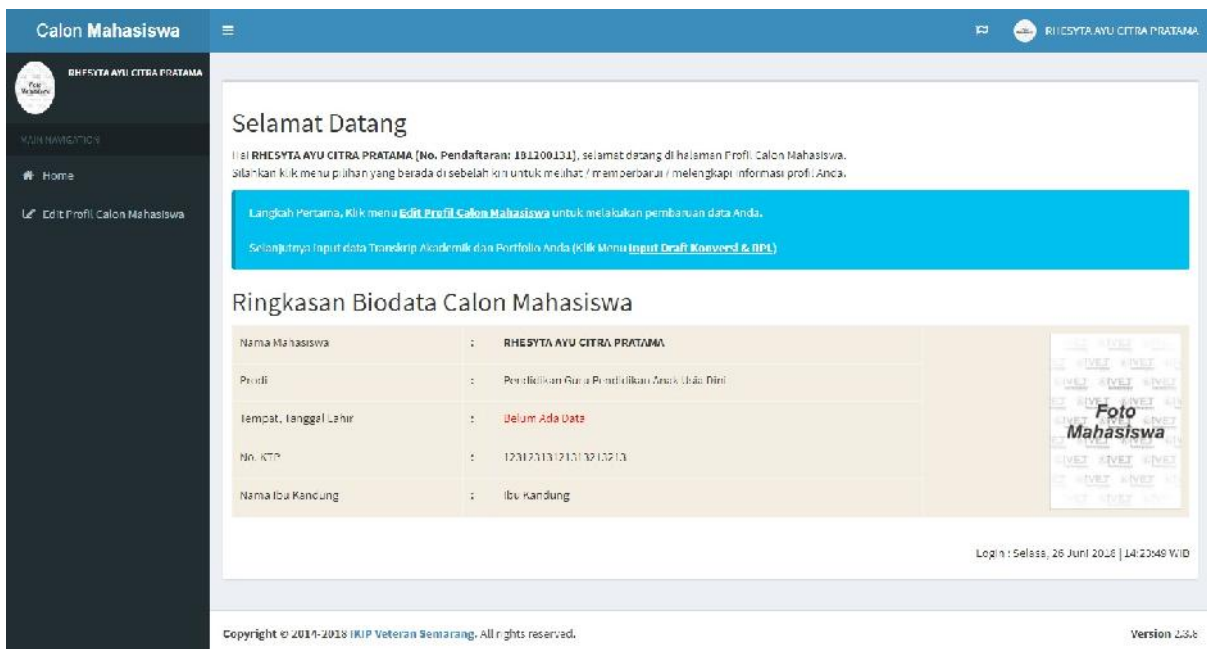 Calon Mahasiswa
RHESYTA AYU CITRA PRATAMA
RHESYTA AYU CITRA PRATAMA
MAIN NAVIGATION
Home
Edit Profil Calon Mahasiswa
Selamat Datang
Hai RHESYTA AYU CITRA PRATAMA (No. Pendaftaran: 181200131), selamat datang di halaman Profil Calon Mahasiswa.
Silahkan klik menu pilihan yang berada di sebelah kiri untuk melihat / memperbarui / melengkapi informasi profil Anda.
Langkah Pertama, Klik menu Edit Profil Calon Mahasiswa untuk melakukan pembaruan data Anda.
Selanjutnya Input data Transkrip Akademik dan Portfolio Anda (Klik Menu Input Draft Konversi & RPL)
Ringkasan Biodata Calon Mahasiswa
Nama Mahasiswa : RHESYTA AYU CITRA PRATAMA
Prodi : Pendidikan Guru Pendidikan Anak Usia Dini
Tempat, Tanggal Lahir : Belum Ada Data
No. KTP :
Nama Ibu Kandung : Ibu Kandung
Foto
Mahasiswa
Login : Selasa, 26 Juni 2018 | 14:23:49 WIB
Copyright © 2014-2018 IKIP Veteran Semarang. All rights reserved.
Version 2.3.8